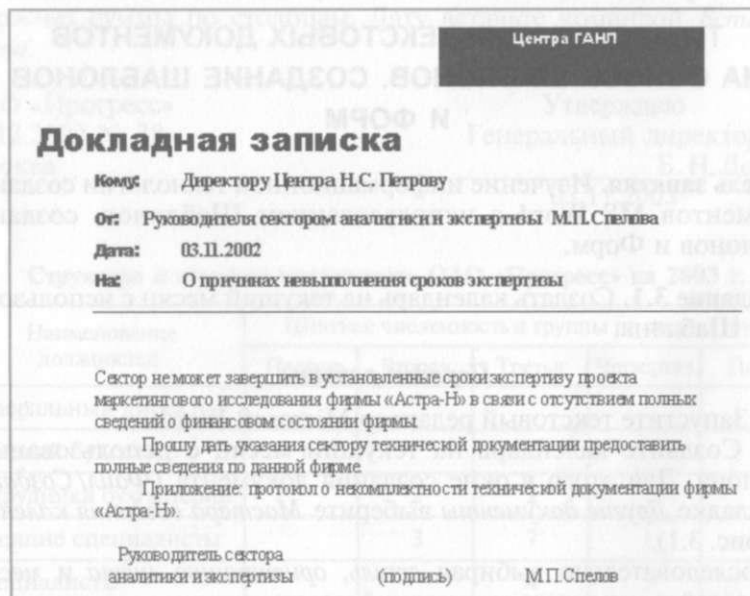 Центра ГАНЛ
Докладная записка
Кому: Директору Центра Н.С. Петрову
От: Руководителя сектором аналитики и экспертизы М.П.Спелова
Дата: 03.11.2002
На: О причинах невыполнения сроков экспертизы
Сектор не может завершить в установленные сроки экспертизу проекта
маркетингового исследования фирмы «Астра-Н» в связи с отсутствием полных
сведений о финансовом состоянии фирмы.
Прошу дать указания сектору технической документации предоставить
полные сведения по данной фирме.
Приложение: протокол о некомплектности технической документации фирмы
«Астра-Н».
Руководитель сектора
аналитики и экспертизы (подпись) М.П.Спелов